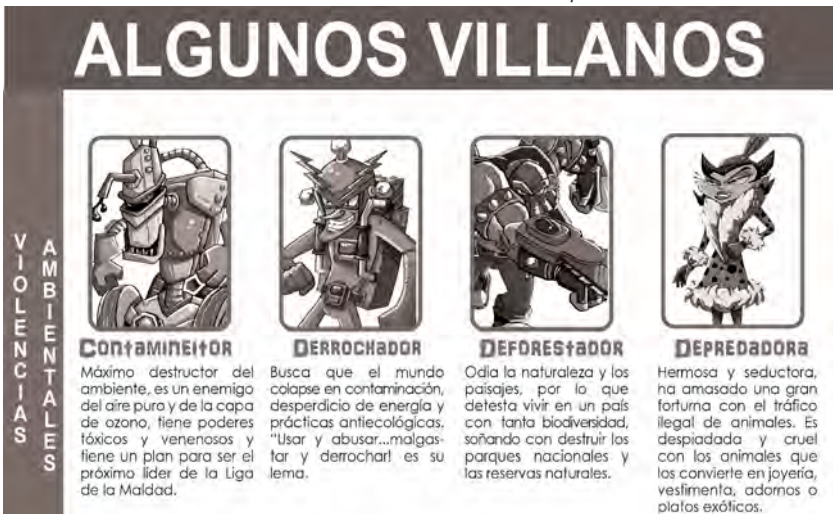 ALGUNOS VILLANOS
VIOLENCIAS
AMBIENTALES
CONTAMINEITOR
Máximo destructor del
ambiente, es un enemigo
del aire puro y de la capa
de ozono, tiene poderes
tóxicos y venenosos y
tiene un plan para ser el
próximo líder de la Liga
de la Maldad.
DERROCHADOR
Busca que el mundo
colapse en contaminación,
desperdicio de energía y
prácticas antiecológicas.
"Usar y abusar...malgas-
tar y derrochar! es su
lema.
DEFORESTADOR
Odia la naturaleza y los
paisajes, por lo que
detesta vivir en un país
con tanta biodiversidad,
soñando con destruir los
parques nacionales y
las reservas naturales.
DEPREDADORA
Hermosa y seductora,
ha amasado una gran
fortuna con el tráfico
ilegal de animales. Es
despiadada y cruel
con los animales que
los convierte en joyería,
vestimenta, adornos o
platos exóticos.